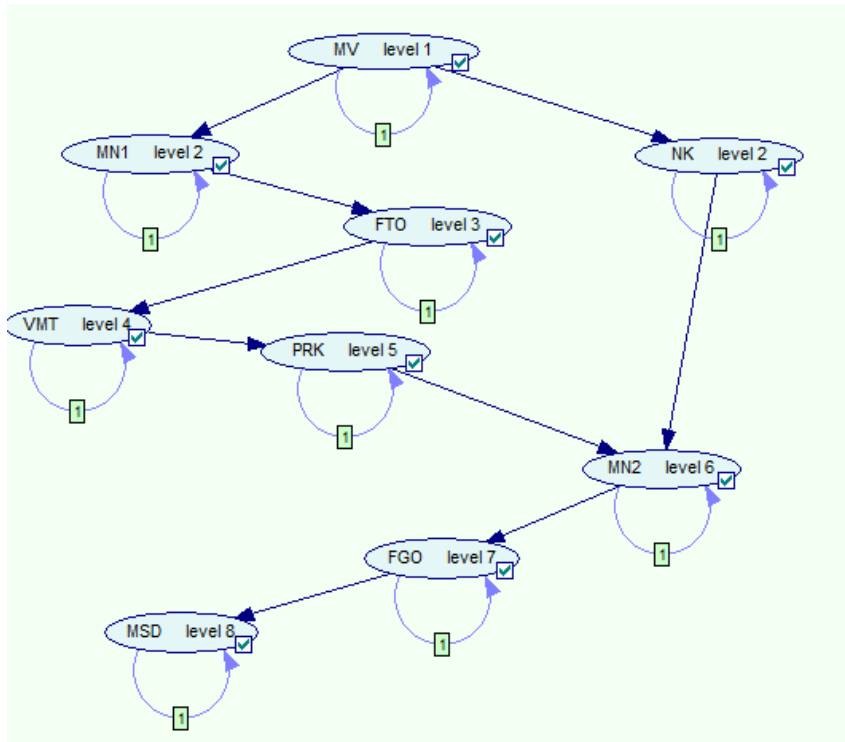 MV level 1
1
MN1 level 2
NK level 2
1
1
FTO level 3
1
VMT level 4
PRK level 5
1
1
MN2 level 6
1
FGO level 7
1
MSD level 8
1